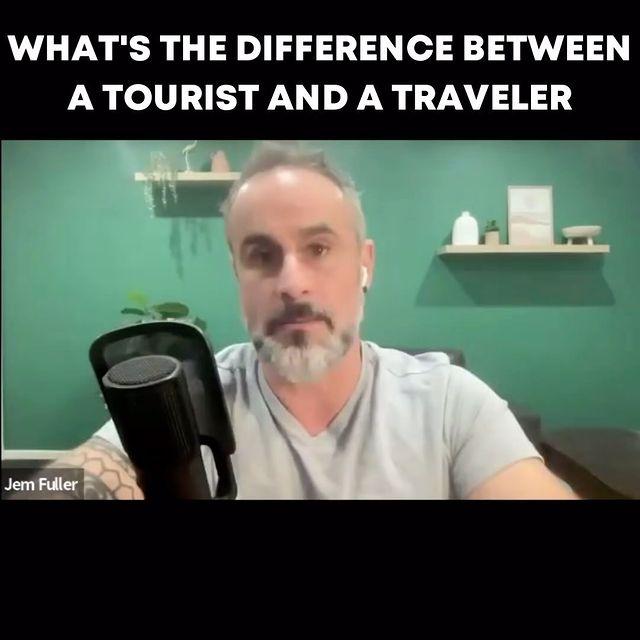 WHAT'S THE DIFFERENCE BETWEEN
A TOURIST AND A TRAVELER
Jem Fuller